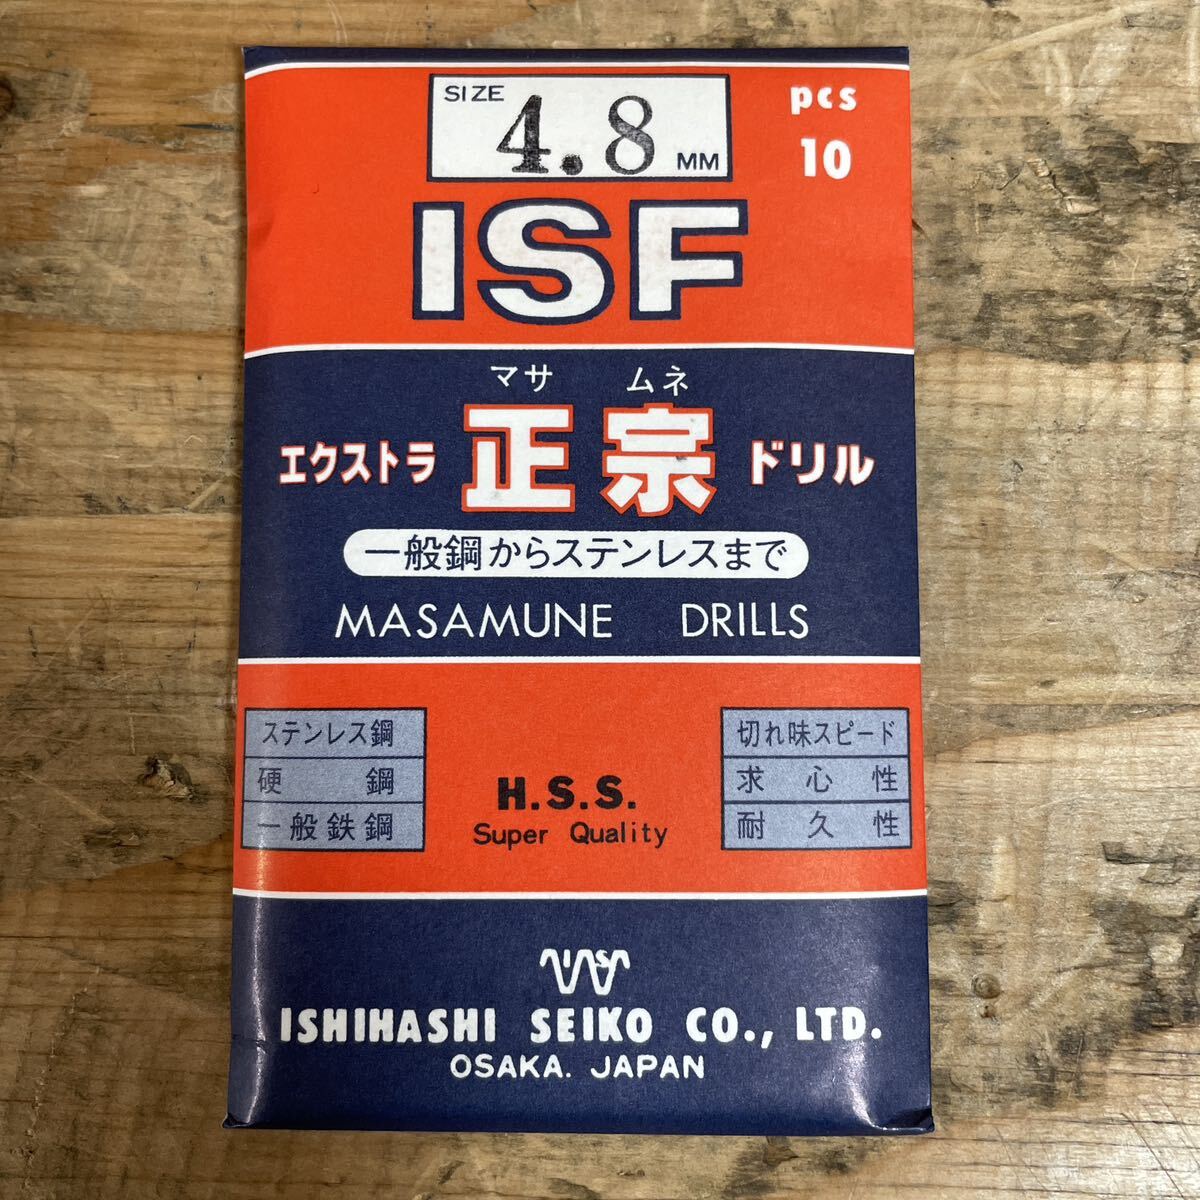 SIZE 4.8 MM
pcs
10
ISF
マサ ムネ
エクストラ 正宗 ドリル
一般鋼からステンレスまで
MASAMUNE DRILLS
ステンレス鋼
硬鋼
一般鉄鋼
H.S.S.
Super Quality
切れ味スピード
求心性
耐久性
ISHIHASHI SEIKO CO., LTD.
OSAKA. JAPAN